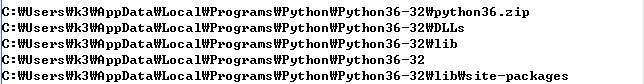 C:₩Users₩k3₩AppData₩Local₩Programs₩Python₩Python36-32₩python36.zip
C:₩Users₩k3₩AppData₩Local₩Programs₩Python₩Python36-32₩DLLs
C:₩Users₩k3₩AppData₩Local₩Programs₩Python₩Python36-32₩lib
C:₩Users₩k3₩AppData₩Local₩Programs₩Python₩Python36-32
C:₩Users₩k3₩AppData₩Local₩Programs₩Python₩Python36-32₩lib₩site-packages